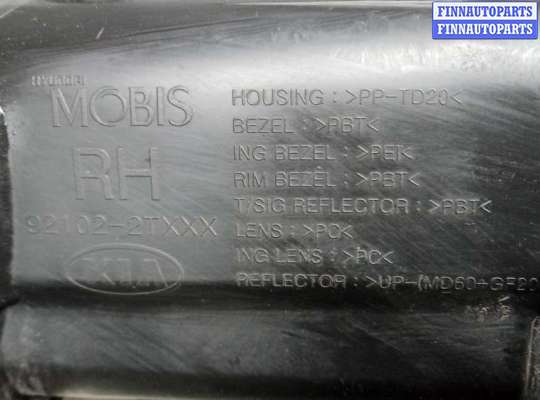 FINNAUTOPARTS
FINNAUTOPARTS
HYUNDAI
MOBIS
RH
92102-2TXXX
KIA
HOUSING : >PP-TD20<
BEZEL : >PBT<
ING BEZEL : >PEI<
RIM BEZEL : >PBT<
T/SIG REFLECTOR : >PBT<
LENS : >PC<
ING LENS : >PC<
REFLECTOR : >UP-(MD60+GF20